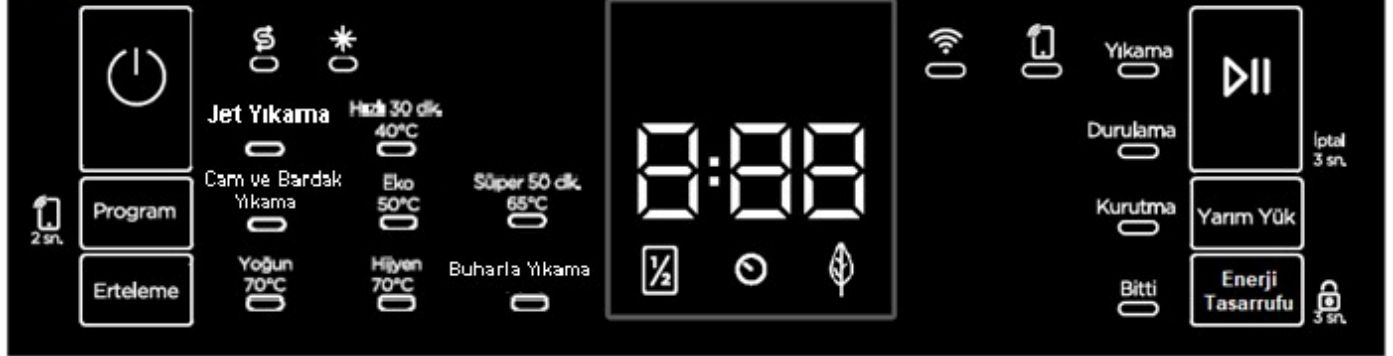 Jet Yıkama
Hızlı 30 dk.
40°C
Cam ve Bardak
Yıkama
Eko
50°C
Süper 50 dk.
65°C
Program
2 sn.
Erteleme
Yoğun
70°C
Hijyen
70°C
Buharla Yıkama
8:88
1/2
Yıkama
Durulama
Kurutma
Bitti
İptal
3 sn.
Yarım Yük
Enerji
Tasarrufu
3 sn.